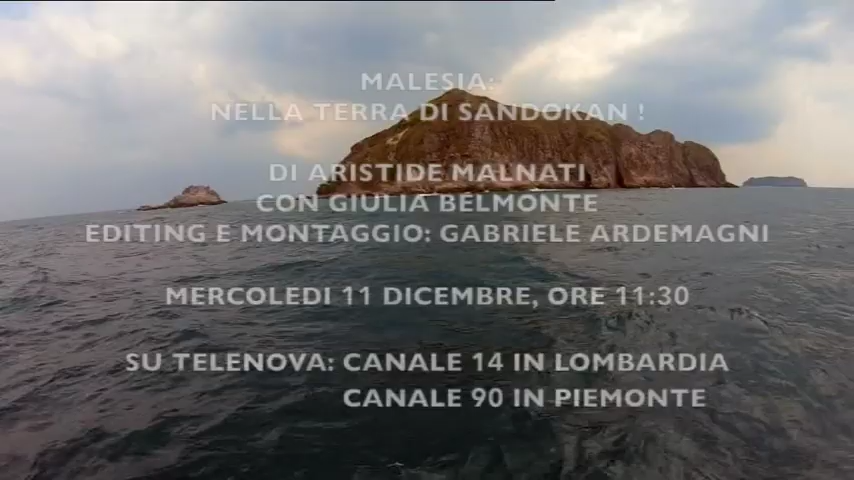 MALESIA:
NELLA TERRA DI SANDOKAN !
DI ARISTIDE MALNATI
CON GIULIA BELMONTE
EDITING E MONTAGGIO: GABRIELE ARDEMAGNI
MERCOLEDI 11 DICEMBRE, ORE 11:30
SU TELENOVA: CANALE 14 IN LOMBARDIA
CANALE 90 IN PIEMONTE